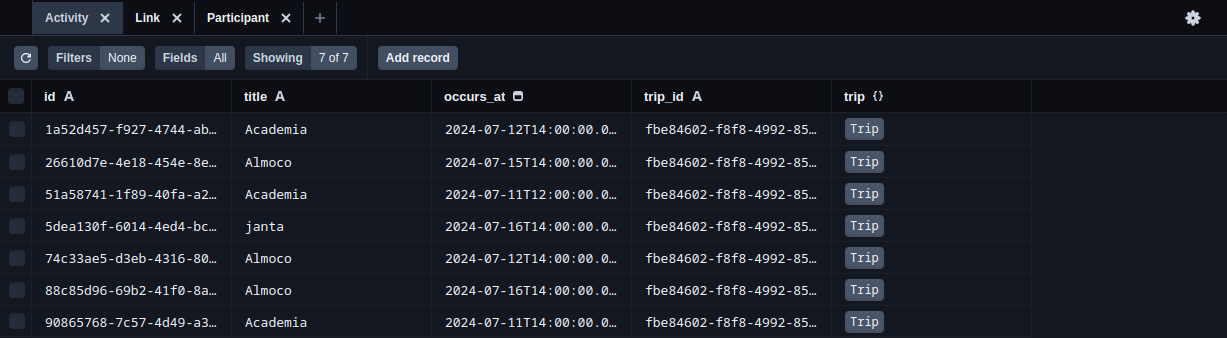 Activity Link Participant
Filters None Fields All Showing 7 of 7 Add record
id A title A occurs_at trip_id A trip {}
1a52d457-f927-4744-ab… Academia 2024-07-12T14:00:00.0… fbe84602-f8f8-4992-85… Trip
26610d7e-4e18-454e-8e… Almoco 2024-07-15T14:00:00.0… fbe84602-f8f8-4992-85… Trip
51a58741-1f89-40fa-a2… Academia 2024-07-11T12:00:00.0… fbe84602-f8f8-4992-85… Trip
5dea130f-6014-4ed4-bc… janta 2024-07-16T14:00:00.0… fbe84602-f8f8-4992-85… Trip
74c33ae5-d3eb-4316-80… Almoco 2024-07-12T14:00:00.0… fbe84602-f8f8-4992-85… Trip
88c85d96-69b2-41f0-8a… Almoco 2024-07-16T14:00:00.0… fbe84602-f8f8-4992-85… Trip
90865768-7c57-4d49-a3… Academia 2024-07-11T14:00:00.0… fbe84602-f8f8-4992-85… Trip